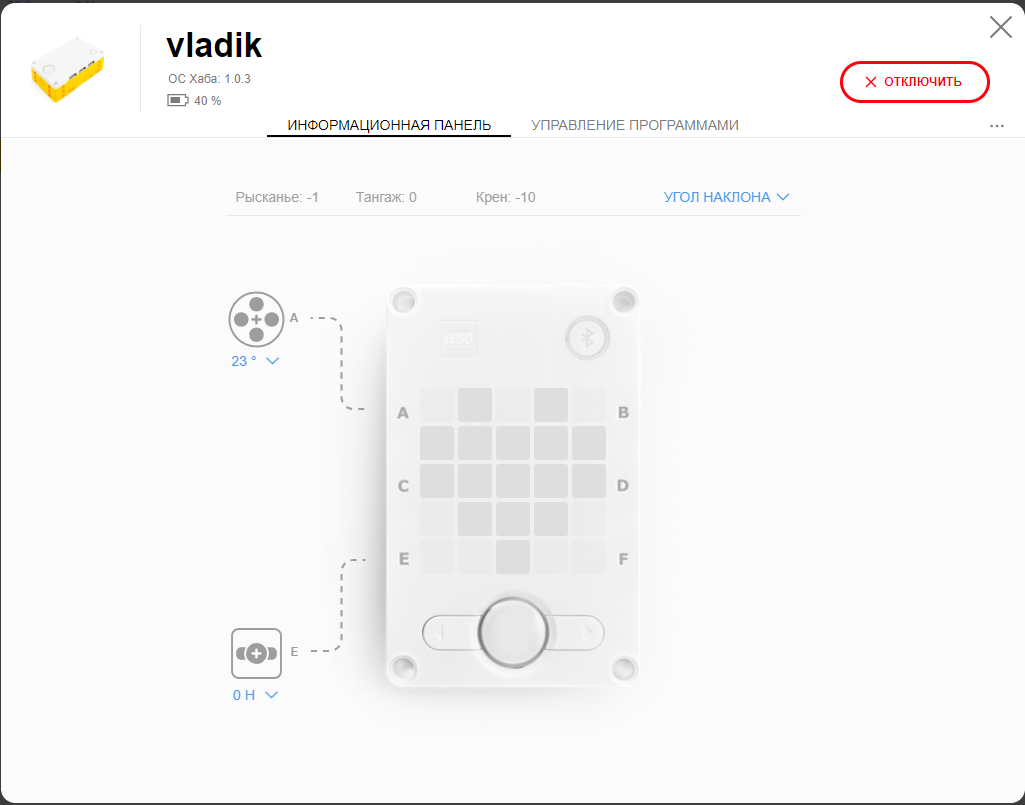 vladik
ОС Хаба: 1.0.3
40 %
ОТКЛЮЧИТЬ
ИНФОРМАЦИОННАЯ ПАНЕЛЬ УПРАВЛЕНИЕ ПРОГРАММАМИ
Рысканье: -1 Тангаж: 0 Крен: -10 УГОЛ НАКЛОНА
A
LEGO
23 °
A B
C D
E F
E
0 Н